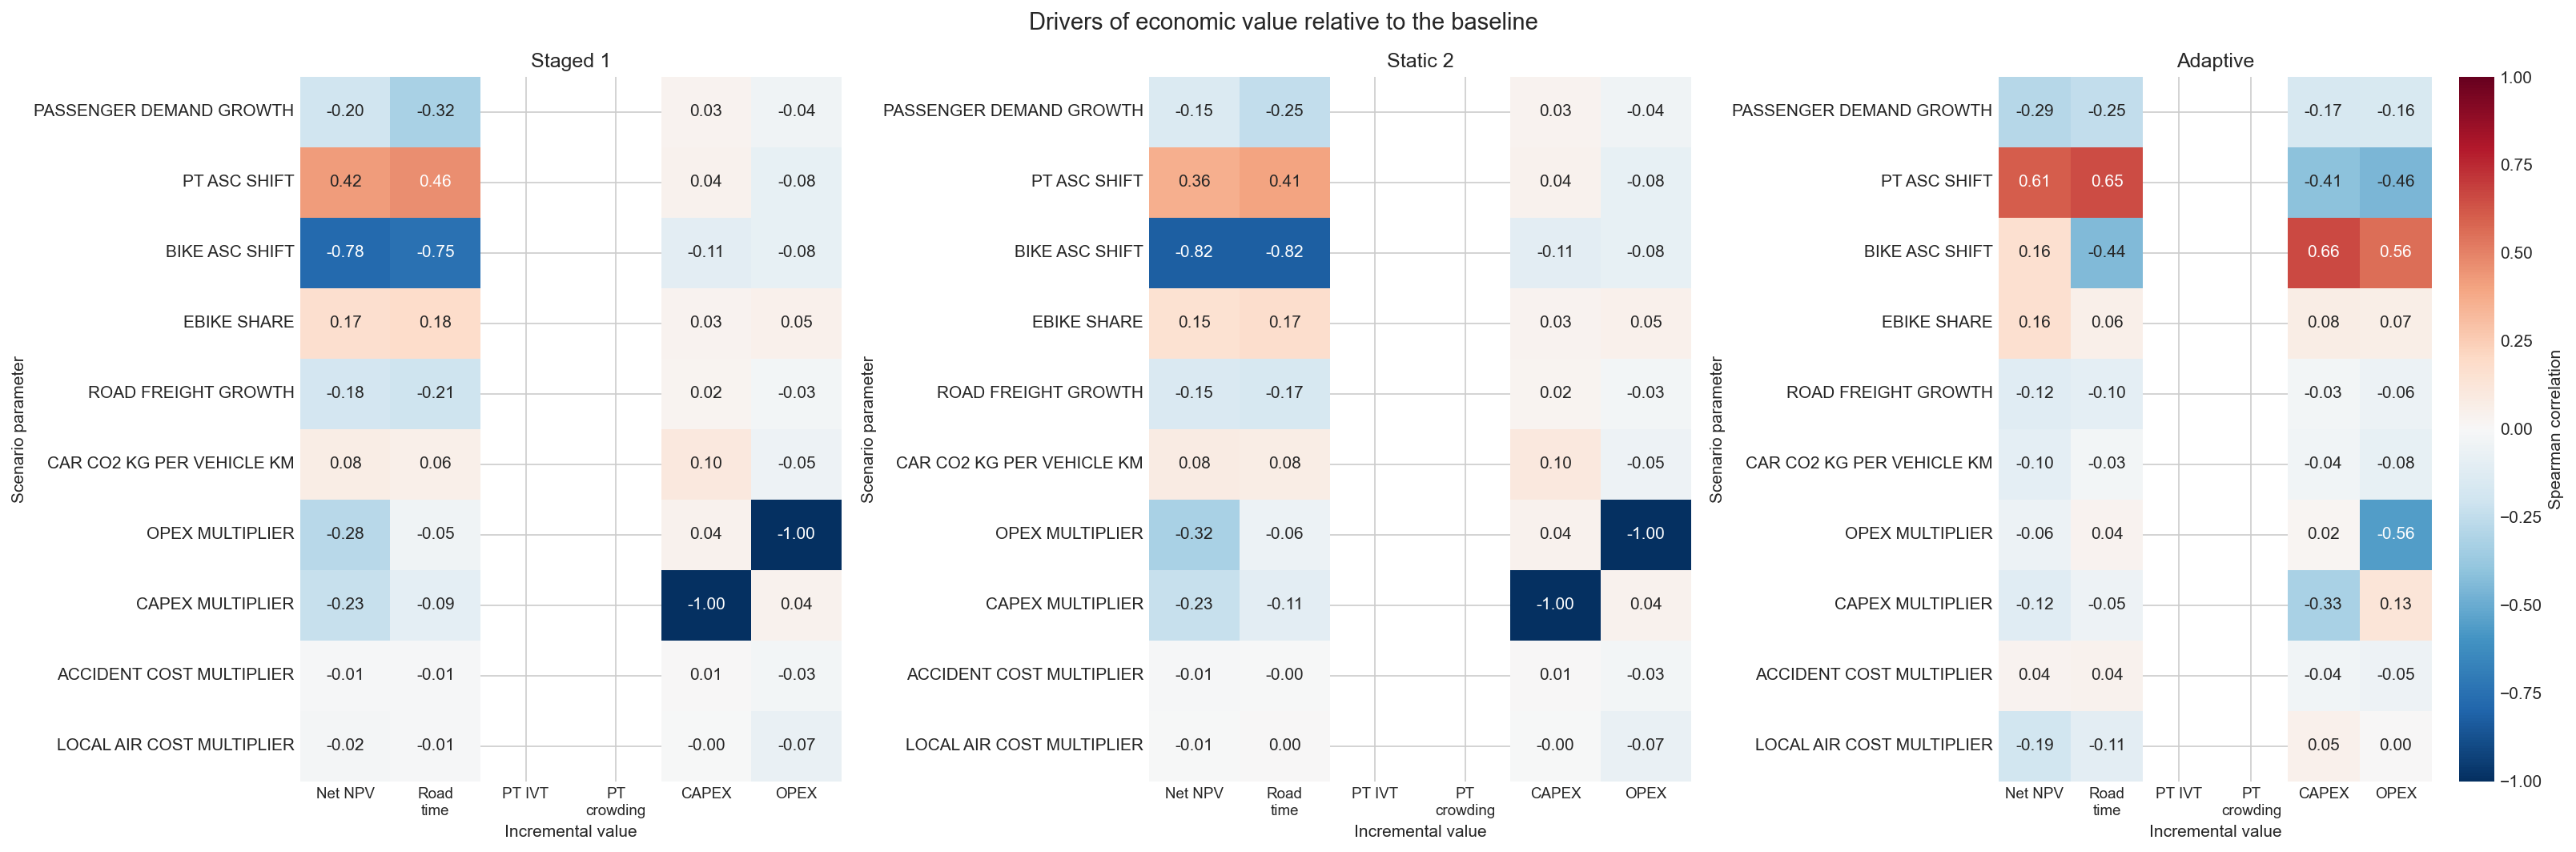 Drivers of economic value relative to the baseline
Staged 1
Scenario parameter
PASSENGER DEMAND GROWTH -0.20 -0.32 0.03 -0.04
PT ASC SHIFT 0.42 0.46 0.04 -0.08
BIKE ASC SHIFT -0.78 -0.75 -0.11 -0.08
EBIKE SHARE 0.17 0.18 0.03 0.05
ROAD FREIGHT GROWTH -0.18 -0.21 0.02 -0.03
CAR CO2 KG PER VEHICLE KM 0.08 0.06 0.10 -0.05
OPEX MULTIPLIER -0.28 -0.05 0.04 -1.00
CAPEX MULTIPLIER -0.23 -0.09 -1.00 0.04
ACCIDENT COST MULTIPLIER -0.01 -0.01 0.01 -0.03
LOCAL AIR COST MULTIPLIER -0.02 -0.01 -0.00 -0.07
Net NPV Road PT IVT PT CAPEX OPEX
time crowding
Incremental value
Static 2
Scenario parameter
PASSENGER DEMAND GROWTH -0.15 -0.25 0.03 -0.04
PT ASC SHIFT 0.36 0.41 0.04 -0.08
BIKE ASC SHIFT -0.82 -0.82 -0.11 -0.08
EBIKE SHARE 0.15 0.17 0.03 0.05
ROAD FREIGHT GROWTH -0.15 -0.17 0.02 -0.03
CAR CO2 KG PER VEHICLE KM 0.08 0.08 0.10 -0.05
OPEX MULTIPLIER -0.32 -0.06 0.04 -1.00
CAPEX MULTIPLIER -0.23 -0.11 -1.00 0.04
ACCIDENT COST MULTIPLIER -0.01 -0.00 0.01 -0.03
LOCAL AIR COST MULTIPLIER -0.01 0.00 -0.00 -0.07
Net NPV Road PT IVT PT CAPEX OPEX
time crowding
Incremental value
Adaptive
Scenario parameter
PASSENGER DEMAND GROWTH -0.29 -0.25 -0.17 -0.16
PT ASC SHIFT 0.61 0.65 -0.41 -0.46
BIKE ASC SHIFT 0.16 -0.44 0.66 0.56
EBIKE SHARE 0.16 0.06 0.08 0.07
ROAD FREIGHT GROWTH -0.12 -0.10 -0.03 -0.06
CAR CO2 KG PER VEHICLE KM -0.10 -0.03 -0.04 -0.08
OPEX MULTIPLIER -0.06 0.04 0.02 -0.56
CAPEX MULTIPLIER -0.12 -0.05 -0.33 0.13
ACCIDENT COST MULTIPLIER 0.04 0.04 -0.04 -0.05
LOCAL AIR COST MULTIPLIER -0.19 -0.11 0.05 0.00
Net NPV Road PT IVT PT CAPEX OPEX
time crowding
Incremental value
1.00
0.75
0.50
0.25
0.00
−0.25
−0.50
−0.75
−1.00
Spearman correlation